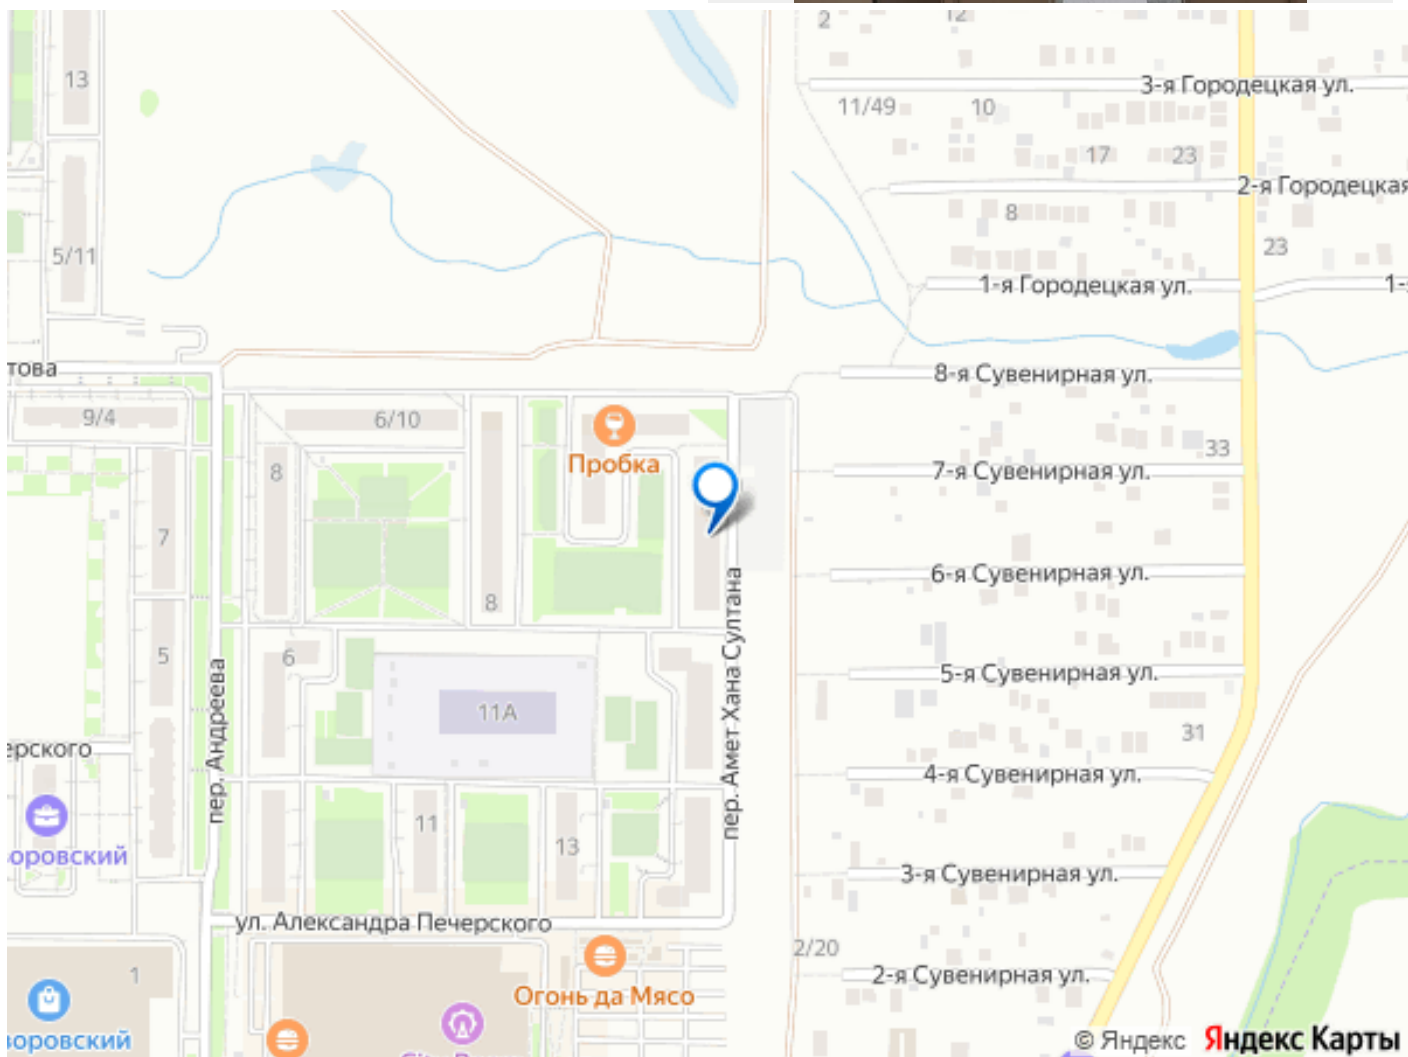 2
12
13
3-я Городецкая ул.
11/49
10
17
23
2-я Городецкая
8
5/11
23
1-я Городецкая ул.
това
8-я Сувенирная ул.
9/4
6/10
33
Пробка
8
7-я Сувенирная ул.
7
6-я Сувенирная ул.
8
5
6
5-я Сувенирная ул.
пер. Андреева
пер. Амет-Хана Султана
11А
31
ерского
4-я Сувенирная ул.
11
13
воровский
3-я Сувенирная ул.
ул. Александра Печерского
2/20
1
2-я Сувенирная ул.
Огонь да Мясо
воровский
© Яндекс Яндекс Карты